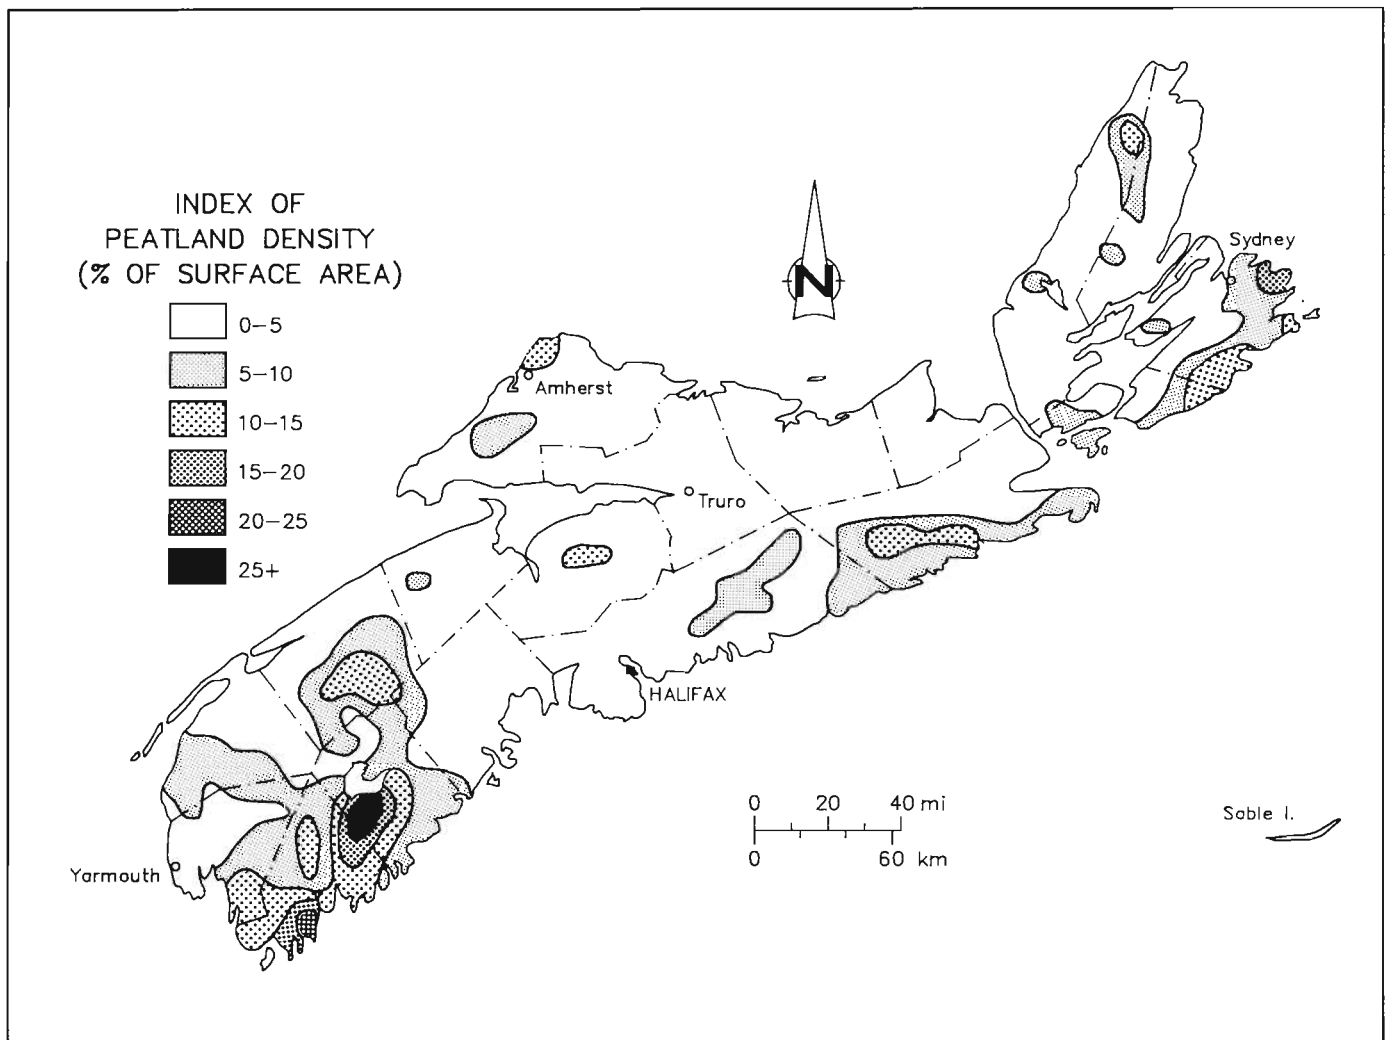 INDEX OF
PEATLAND DENSITY
(% OF SURFACE AREA)
0–5
5–10
10–15
15–20
20–25
25+
N
Sydney
Amherst
Truro
HALIFAX
Yarmouth
0 20 40 mi
0 60 km
Sable I.